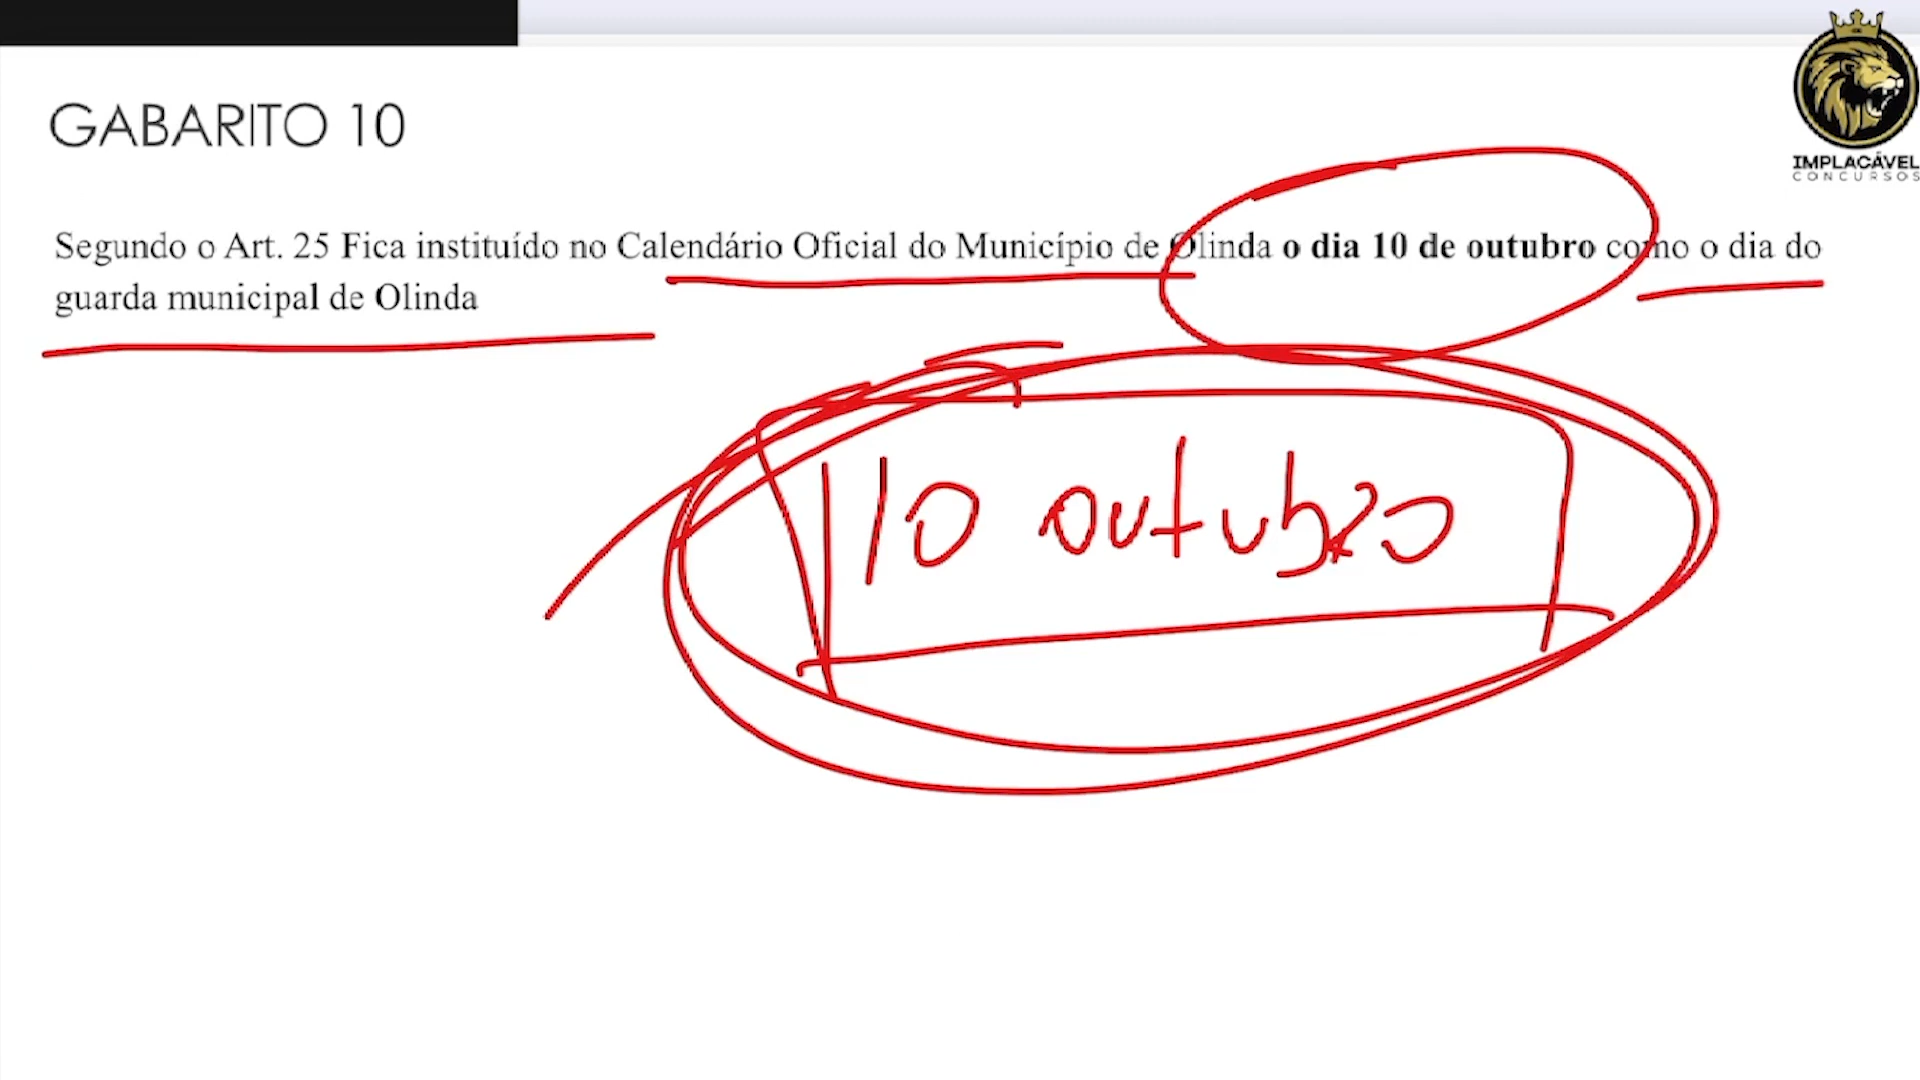 GABARITO 10
IMPLACÁVEL
CONCURSOS
Segundo o Art. 25 Fica instituído no Calendário Oficial do Município de Olinda o dia 10 de outubro como o dia do
guarda municipal de Olinda
10 outubro